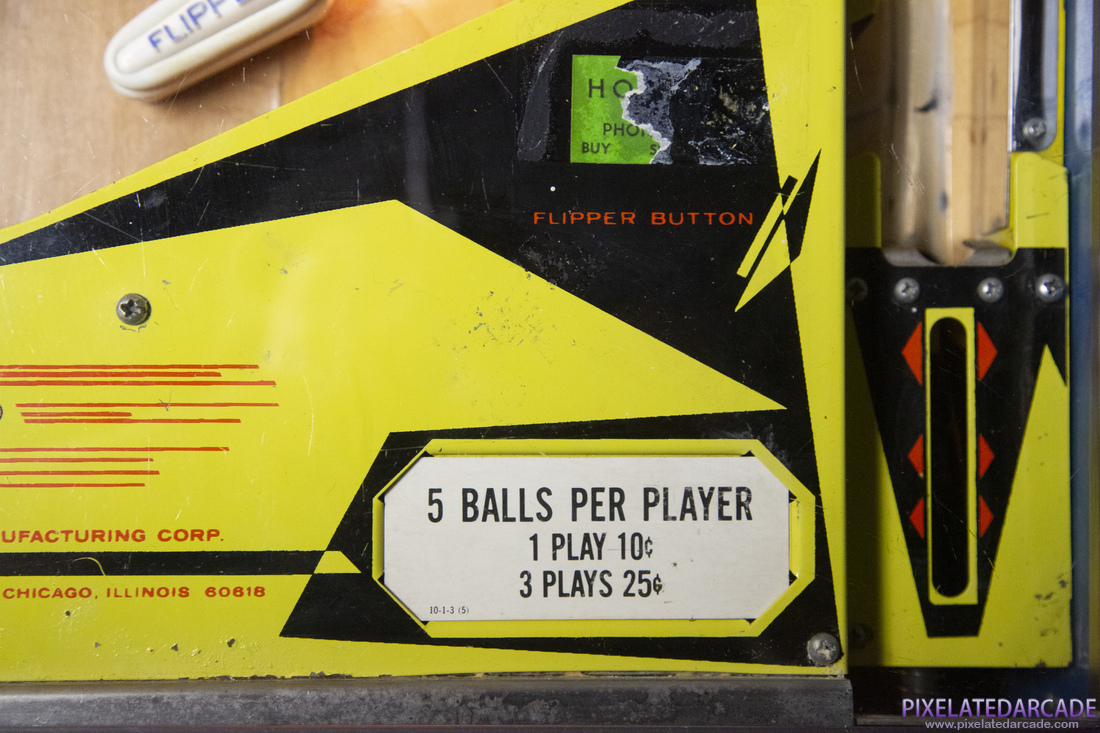 FLIPP
HO
PHO
BUY S
FLIPPER BUTTON
5 BALLS PER PLAYER
1 PLAY 10¢
3 PLAYS 25¢
10-1-3 (5)
UFACTURING CORP.
CHICAGO, ILLINOIS 60618
PIXELATEDARCADE
www.pixelatedarcade.com